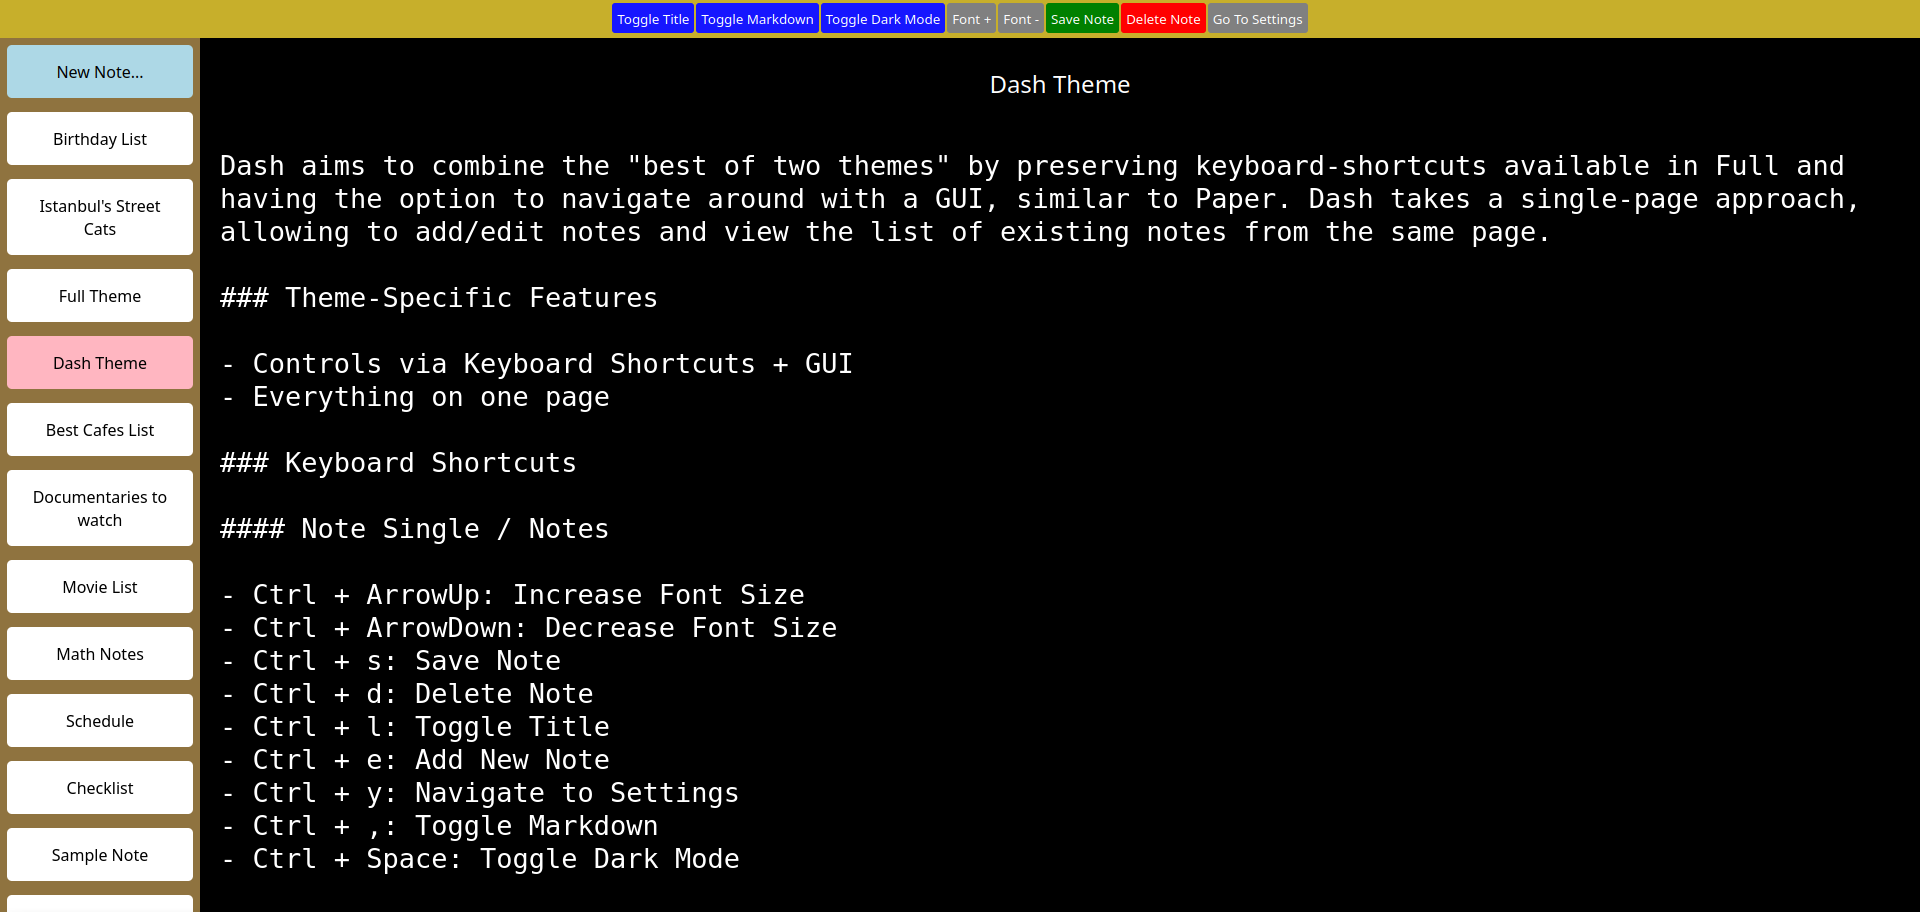 Toggle Title Toggle Markdown Toggle Dark Mode Font + Font - Save Note Delete Note Go To Settings
New Note...
Birthday List
Istanbul's Street
Cats
Full Theme
Dash Theme
Best Cafes List
Documentaries to
watch
Movie List
Math Notes
Schedule
Checklist
Sample Note
Dash Theme
Dash aims to combine the "best of two themes" by preserving keyboard-shortcuts available in Full and
having the option to navigate around with a GUI, similar to Paper. Dash takes a single-page approach,
allowing to add/edit notes and view the list of existing notes from the same page.
### Theme-Specific Features
- Controls via Keyboard Shortcuts + GUI
- Everything on one page
### Keyboard Shortcuts
#### Note Single / Notes
- Ctrl + ArrowUp: Increase Font Size
- Ctrl + ArrowDown: Decrease Font Size
- Ctrl + s: Save Note
- Ctrl + d: Delete Note
- Ctrl + l: Toggle Title
- Ctrl + e: Add New Note
- Ctrl + y: Navigate to Settings
- Ctrl + ,: Toggle Markdown
- Ctrl + Space: Toggle Dark Mode